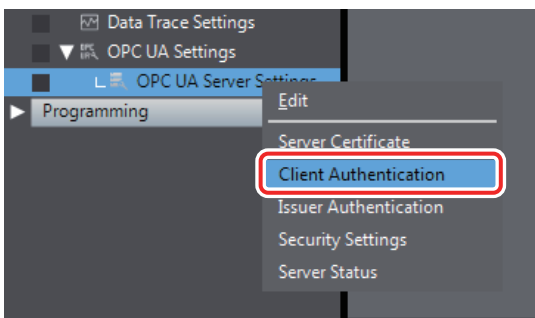 Data Trace Settings
OPC UA Settings
OPC UA Server Settings
Programming
Edit
Server Certificate
Client Authentication
Issuer Authentication
Security Settings
Server Status